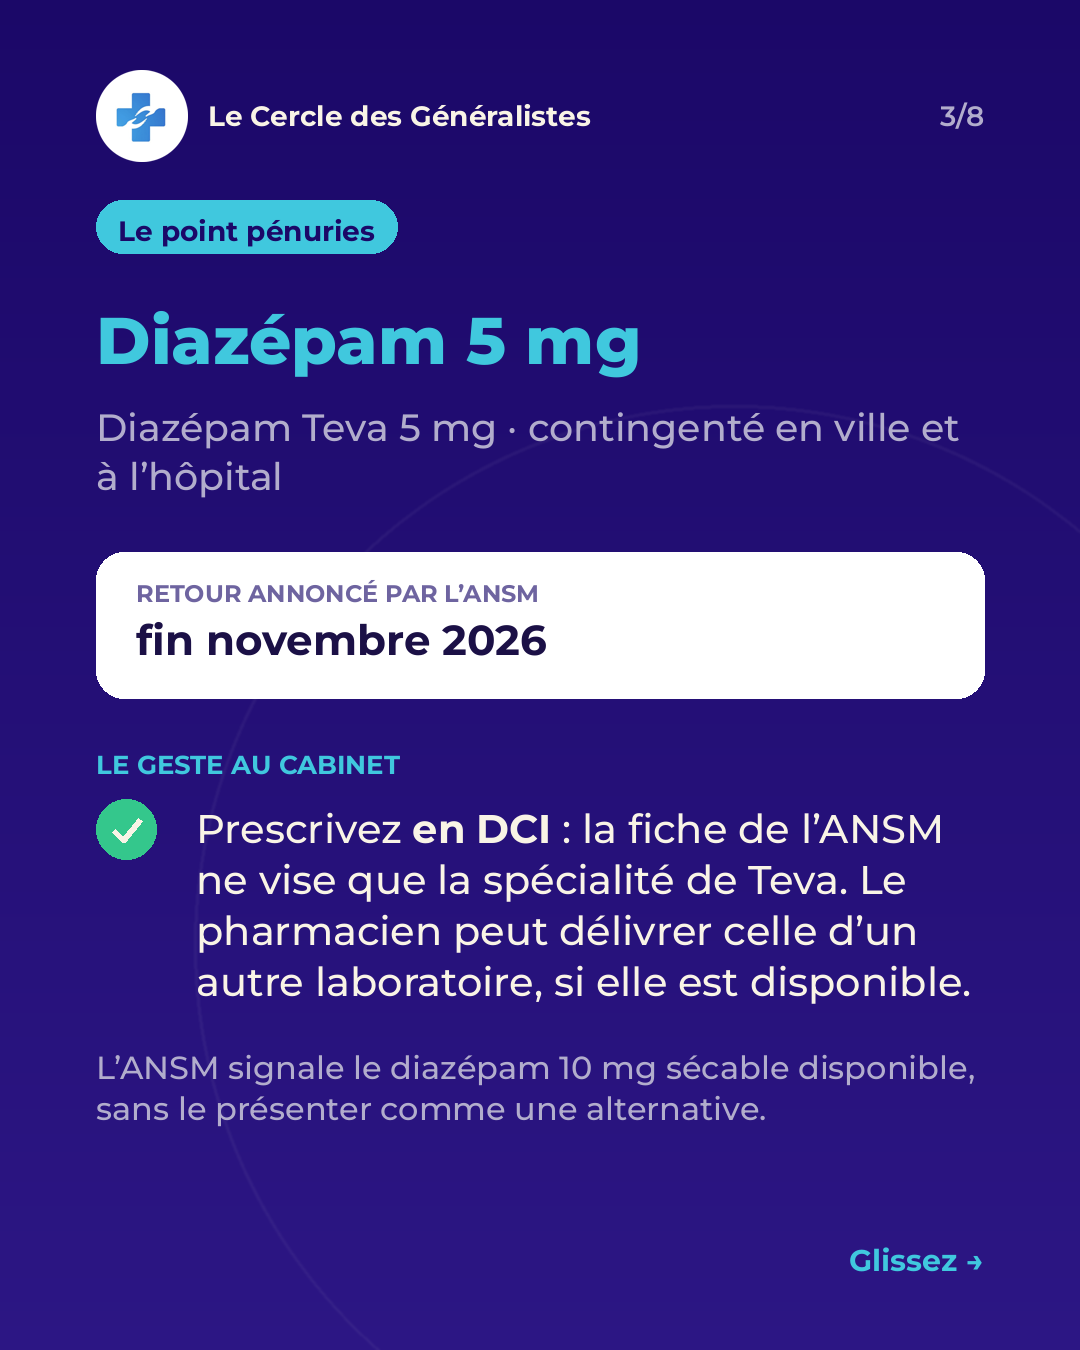 Le Cercle des Généralistes
3/8
Le point pénuries
Diazépam 5 mg
Diazépam Teva 5 mg · contingenté en ville et
à l’hôpital
RETOUR ANNONCÉ PAR L’ANSM
fin novembre 2026
LE GESTE AU CABINET
Prescrivez en DCI : la fiche de l’ANSM
ne vise que la spécialité de Teva. Le
pharmacien peut délivrer celle d’un
autre laboratoire, si elle est disponible.
L’ANSM signale le diazépam 10 mg sécable disponible,
sans le présenter comme une alternative.
Glissez →